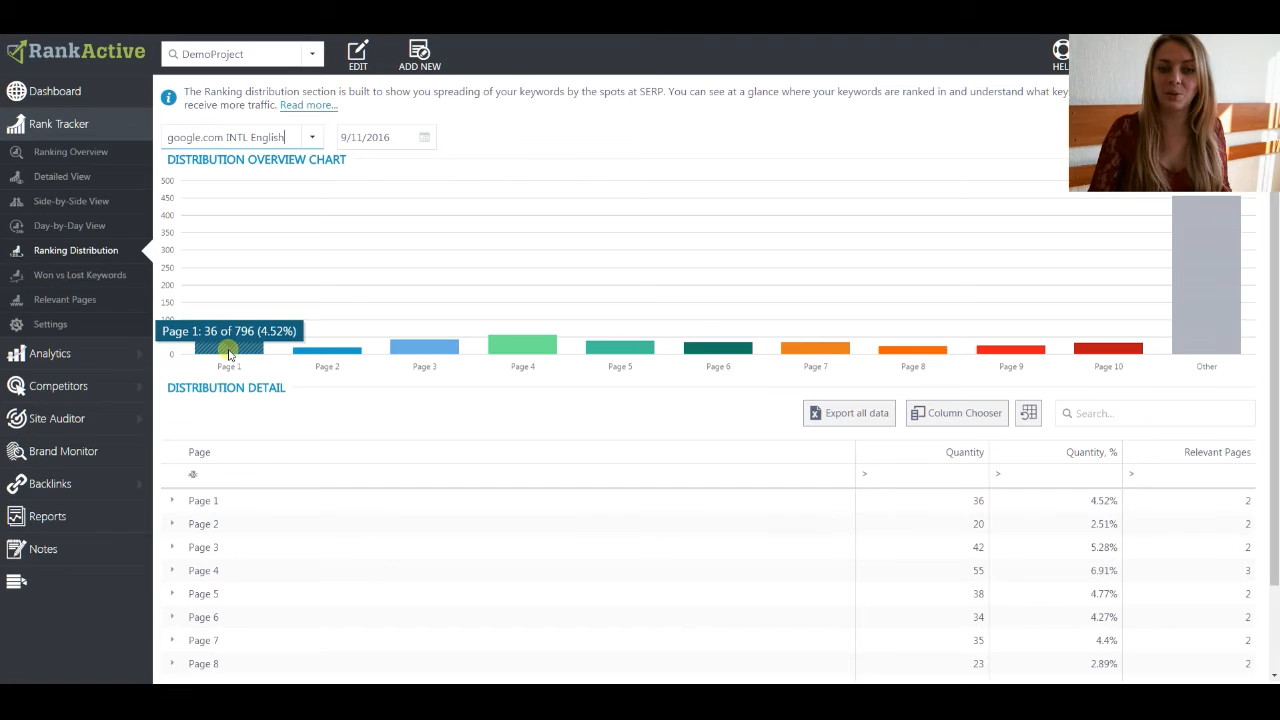 RankActive
DemoProject
EDIT
ADD NEW
HEL
Dashboard
Rank Tracker
Ranking Overview
Detailed View
Side-by-Side View
Day-by-Day View
Ranking Distribution
Won vs Lost Keywords
Relevant Pages
Settings
Analytics
Competitors
Site Auditor
Brand Monitor
Backlinks
Reports
Notes
The Ranking distribution section is built to show you spreading of your keywords by the spots at SERP. You can see at a glance where your keywords are ranked in and understand what key
receive more traffic. Read more...
google.com INTL English
9/11/2016
DISTRIBUTION OVERVIEW CHART
500
450
400
350
300
250
200
150
100
0
Page 1: 36 of 796 (4.52%)
Page 1 Page 2 Page 3 Page 4 Page 5 Page 6 Page 7 Page 8 Page 9 Page 10 Other
DISTRIBUTION DETAIL
Export all data
Column Chooser
Search...
Page Quantity Quantity, % Relevant Pages
> > >
Page 1 36 4.52% 2
Page 2 20 2.51% 2
Page 3 42 5.28% 2
Page 4 55 6.91% 3
Page 5 38 4.77% 2
Page 6 34 4.27% 2
Page 7 35 4.4% 2
Page 8 23 2.89% 2